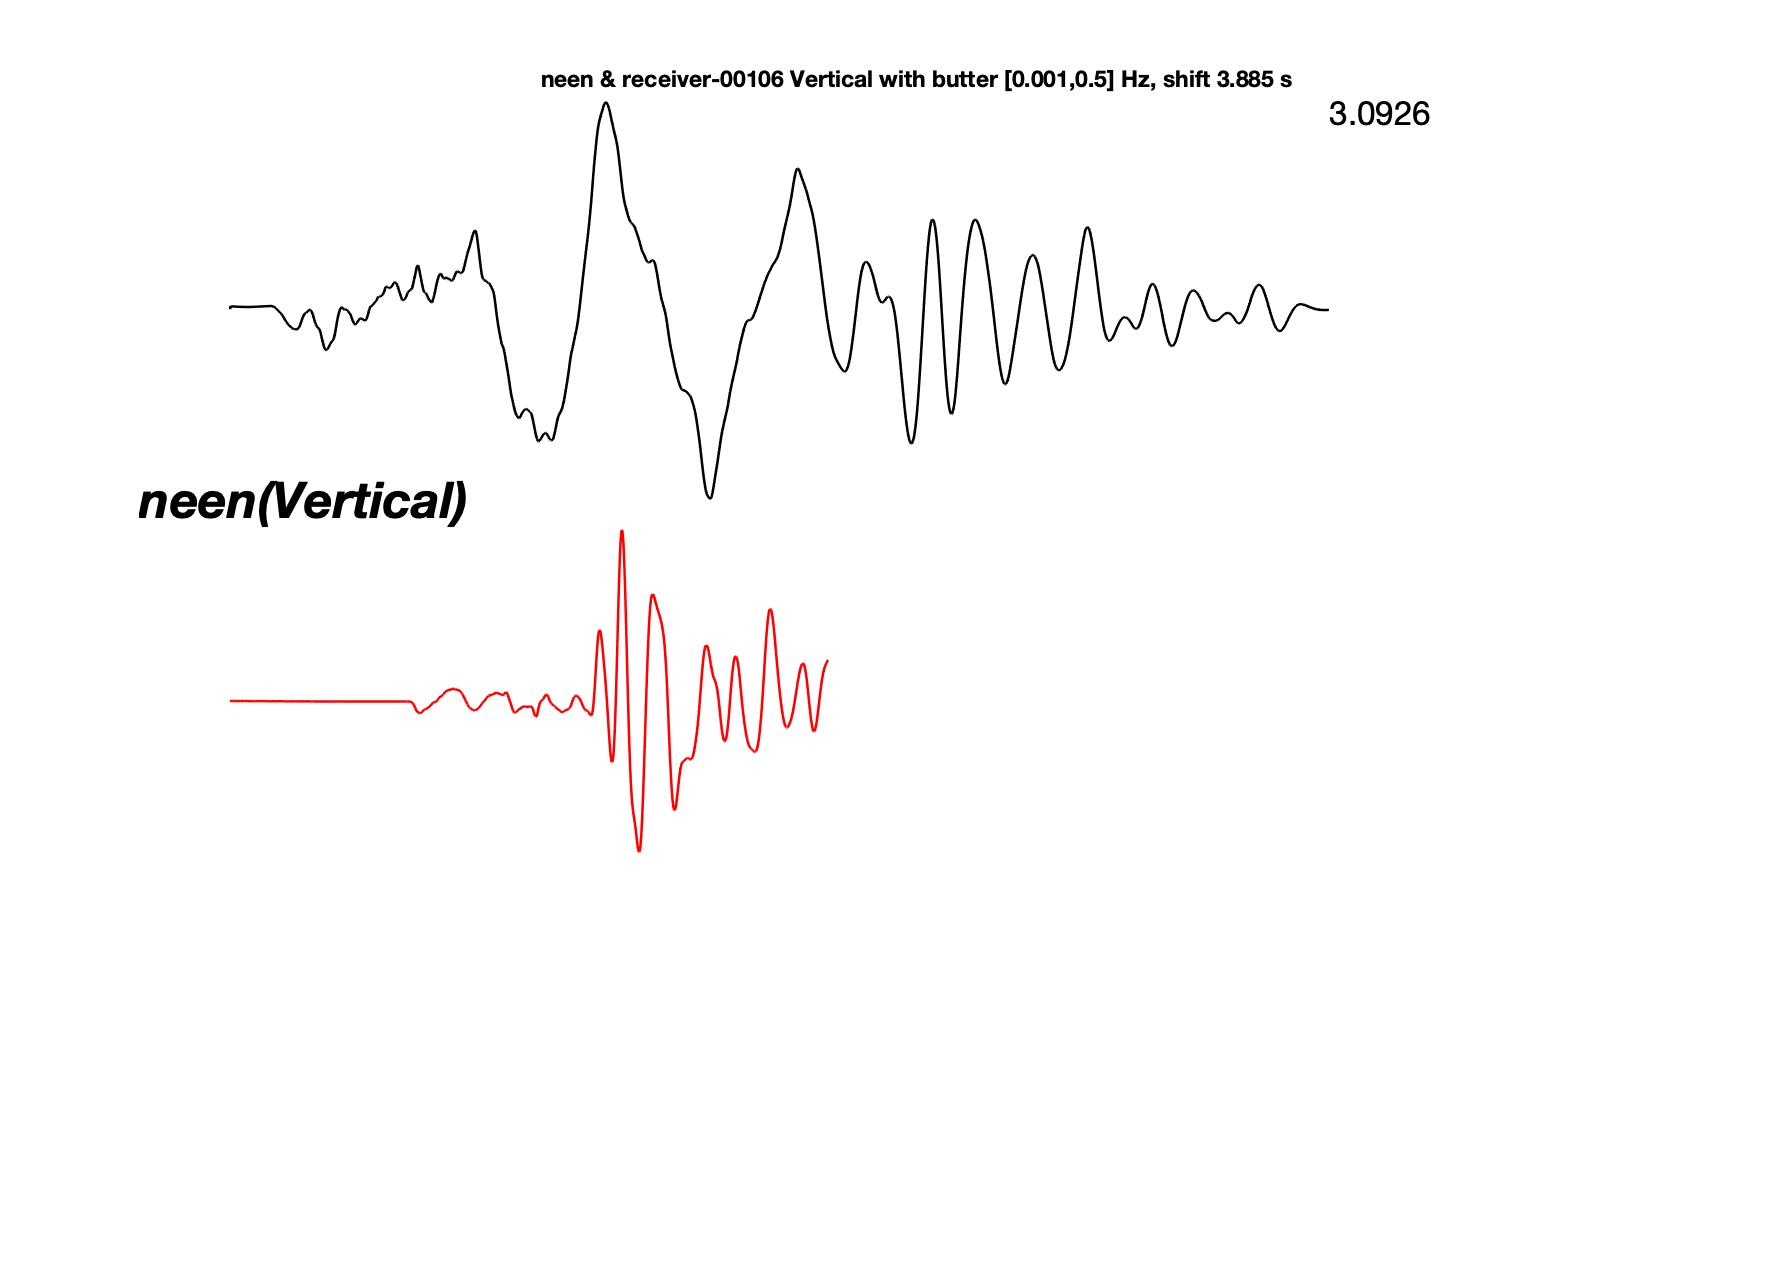 neen & receiver-00106 Vertical with butter [0.001,0.5] Hz, shift 3.885 s
3.0926
neen(Vertical)